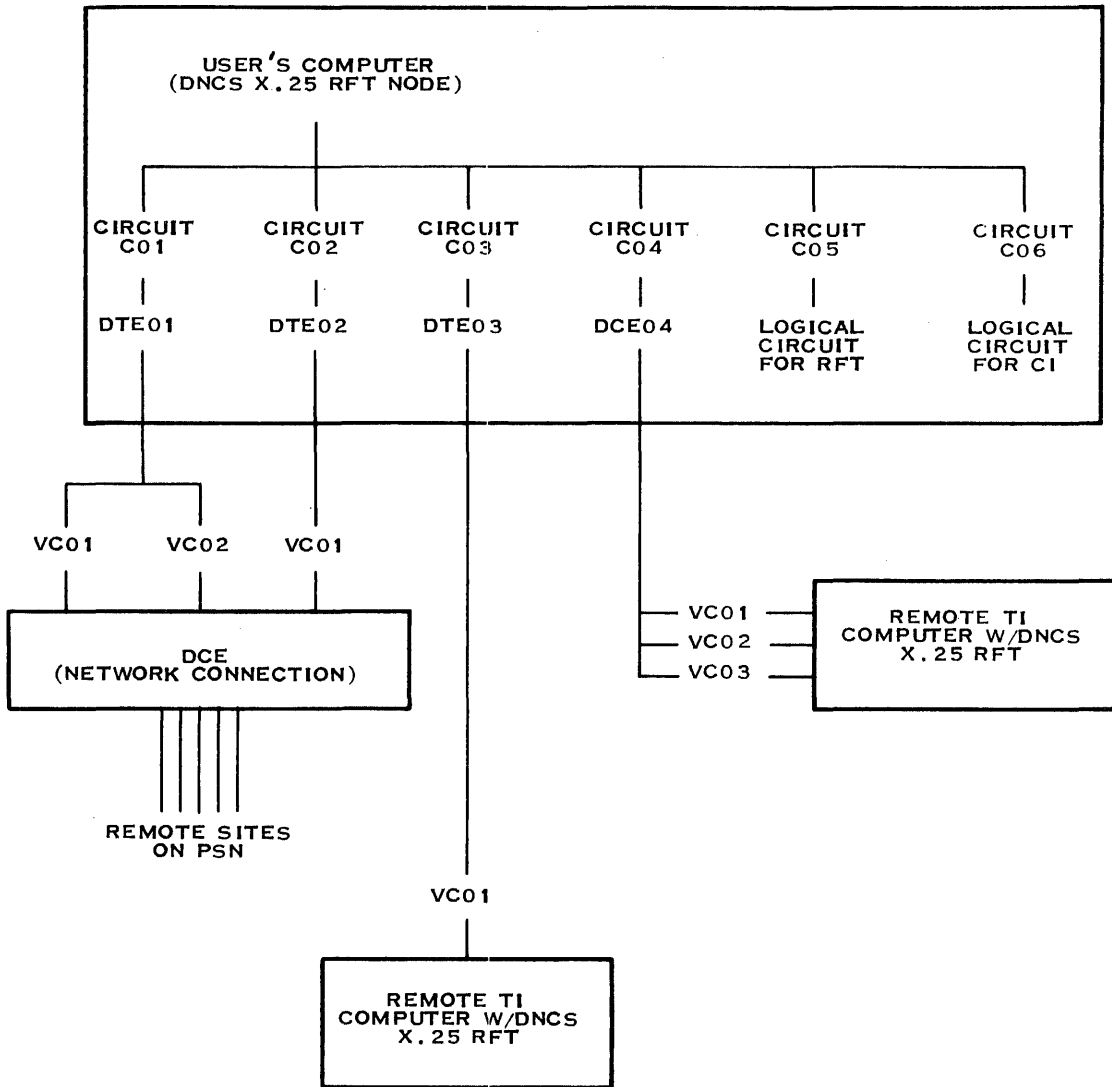 USER'S COMPUTER
(DNCS X.25 RFT NODE)
CIRCUIT
C01
CIRCUIT
C02
CIRCUIT
C03
CIRCUIT
C04
CIRCUIT
C05
CIRCUIT
C06
DTE01
DTE02
DTE03
DCE04
LOGICAL
CIRCUIT
FOR RFT
LOGICAL
CIRCUIT
FOR CI
VC01
VC02
VC01
DCE
(NETWORK CONNECTION)
REMOTE SITES
ON PSN
VC01
VC02
VC03
REMOTE TI
COMPUTER W/DNCS
X.25 RFT
VC01
REMOTE TI
COMPUTER W/DNCS
X.25 RFT